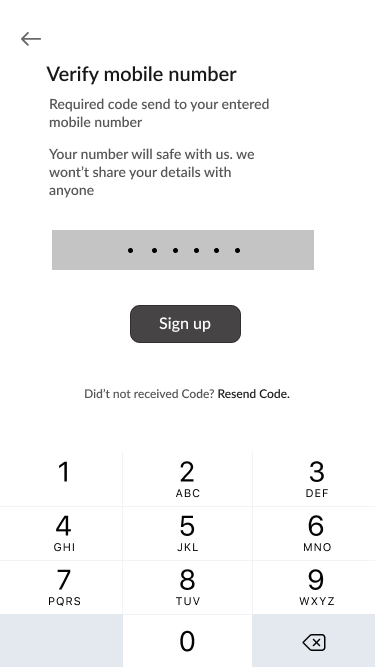 Verify mobile number
Required code send to your entered
mobile number
Your number will safe with us. we
wont't share your details with
anyone
Sign up
Did't not received Code? Resend Code.
1
2
ABC
3
DEF
4
GHI
5
JKL
6
MNO
7
PQRS
8
TUV
9
WXYZ
0